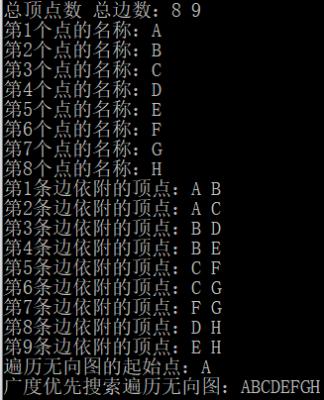 总顶点数 总边数：8 9
第1个点的名称：A
第2个点的名称：B
第3个点的名称：C
第4个点的名称：D
第5个点的名称：E
第6个点的名称：F
第7个点的名称：G
第8个点的名称：H
第1条边依附的顶点：A B
第2条边依附的顶点：A C
第3条边依附的顶点：B D
第4条边依附的顶点：B E
第5条边依附的顶点：C F
第6条边依附的顶点：C G
第7条边依附的顶点：F G
第8条边依附的顶点：D H
第9条边依附的顶点：E H
遍历无向图的起始点：A
广度优先搜索遍历无向图：ABCDEFGH